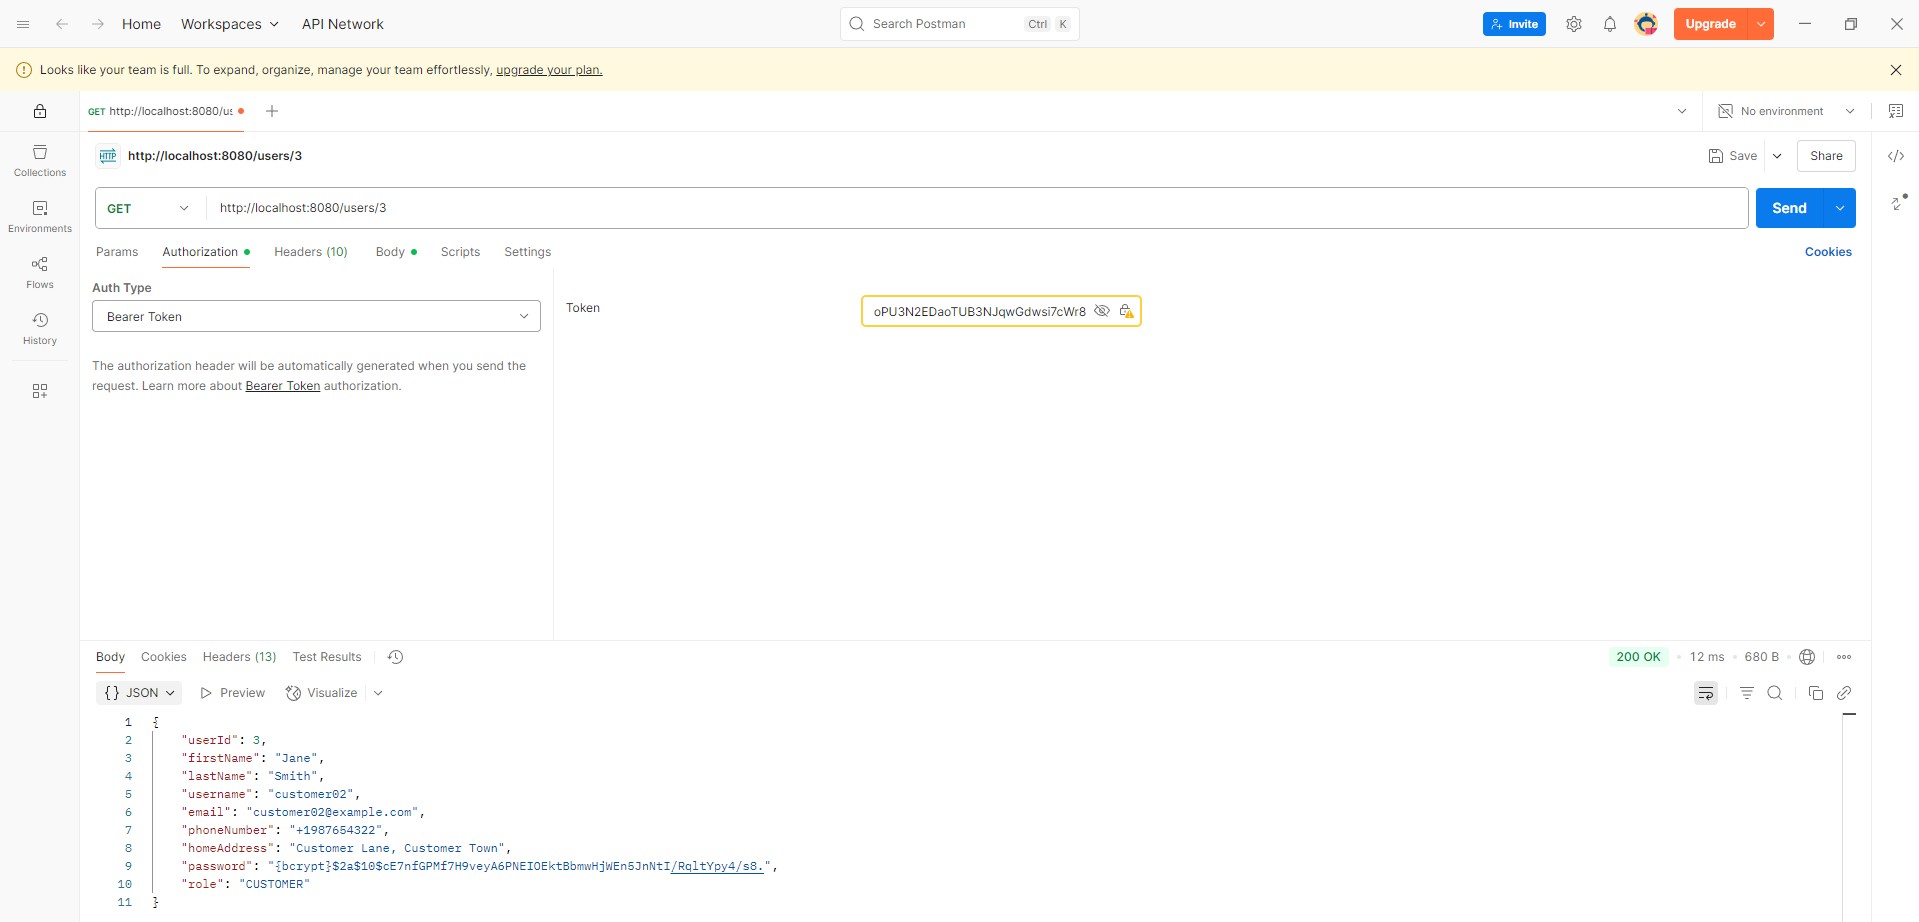 Home Workspaces API Network Search Postman Ctrl K Invite Upgrade
Looks like your team is full. To expand, organize, manage your team effortlessly, upgrade your plan.
GET http://localhost:8080/us No environment
HTTP http://localhost:8080/users/3 Save Share
Collections
GET http://localhost:8080/users/3 Send
Environments
Params Authorization Headers (10) Body Scripts Settings Cookies
Flows
Auth Type
Bearer Token
Token oPU3N2EDaoTUB3NJqwGdwsi7cWr8
History
The authorization header will be automatically generated when you send the
request. Learn more about Bearer Token authorization.
Body Cookies Headers (13) Test Results 200 OK 12 ms 680 B
{} JSON Preview Visualize
1 {
2 "userId": 3,
3 "firstName": "Jane",
4 "lastName": "Smith",
5 "username": "customer02",
6 "email": "customer02@example.com",
7 "phoneNumber": "+1987654322",
8 "homeAddress": "Customer Lane, Customer Town",
9 "password": "{bcrypt}$2a$10$cE7nfGPMf7H9veyA6PNEIOEktBbmwHjWEn5JnNtI/RqltYpy4/s8.",
10 "role": "CUSTOMER"
11 }